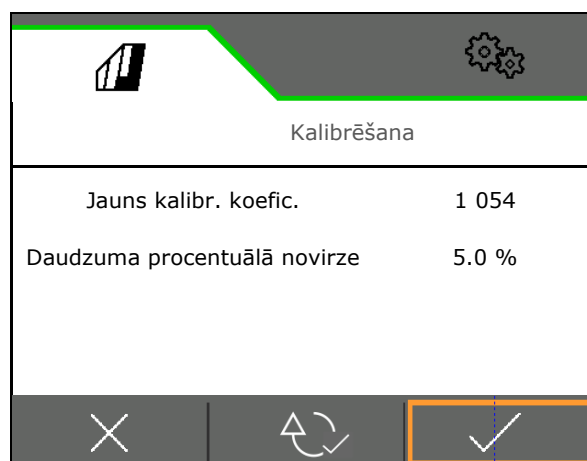 Kalibrēšana
Jauns kalibr. koefic. 1 054
Daudzuma procentuālā novirze 5.0 %